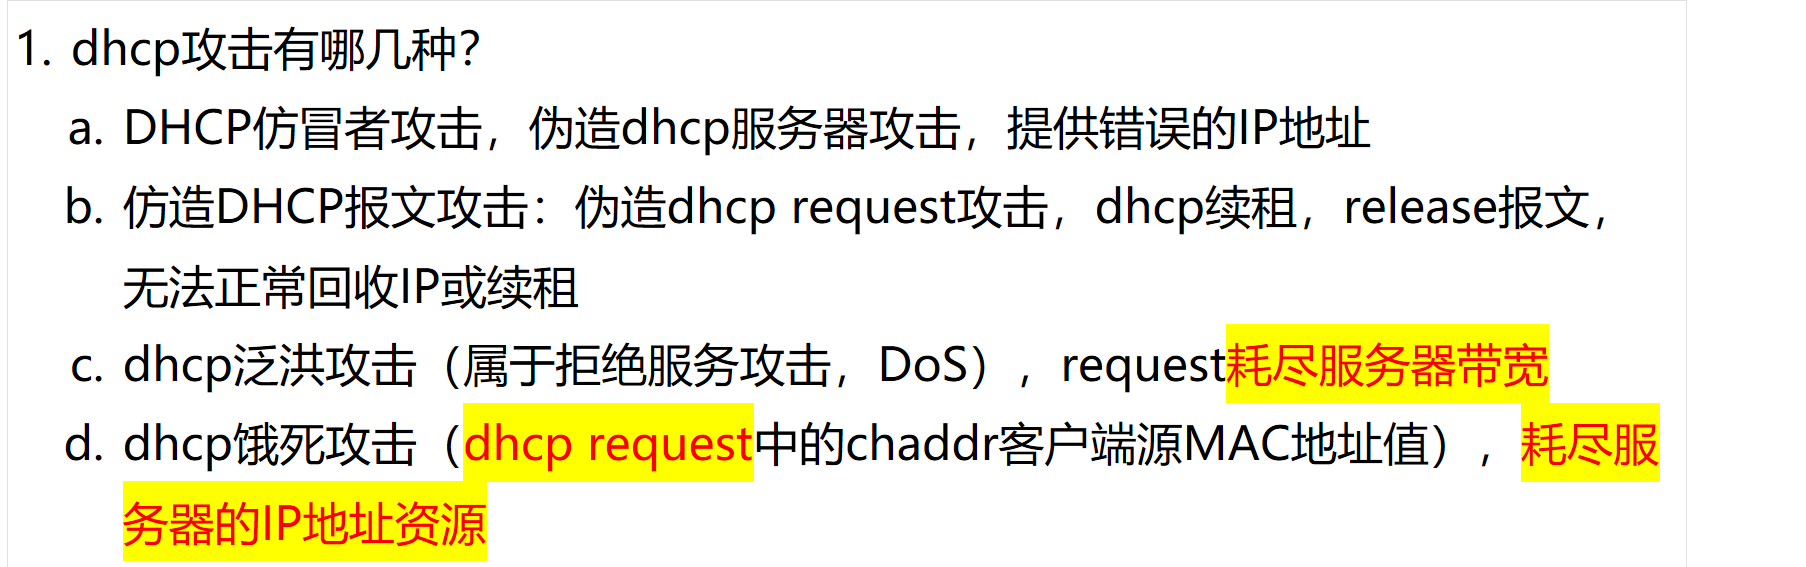 1. dhcp攻击有哪几种？
a. DHCP仿冒者攻击，伪造dhcp服务器攻击，提供错误的IP地址
b. 仿造DHCP报文攻击：伪造dhcp request攻击，dhcp续租，release报文，
无法正常回收IP或续租
c. dhcp泛洪攻击（属于拒绝服务攻击，DoS），request耗尽服务器带宽
d. dhcp饿死攻击（dhcp request中的chaddr客户端源MAC地址值），耗尽服
务器的IP地址资源